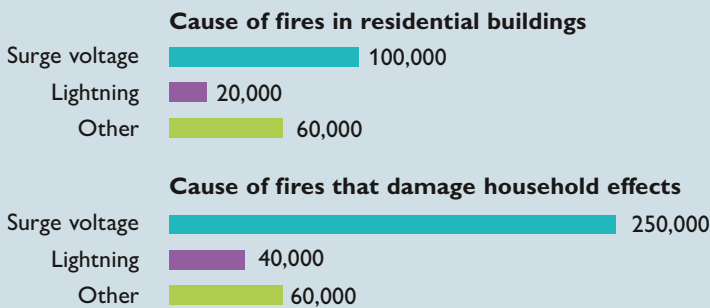 Cause of fires in residential buildings
Surge voltage 100,000
Lightning 20,000
Other 60,000
Cause of fires that damage household effects
Surge voltage 250,000
Lightning 40,000
Other 60,000